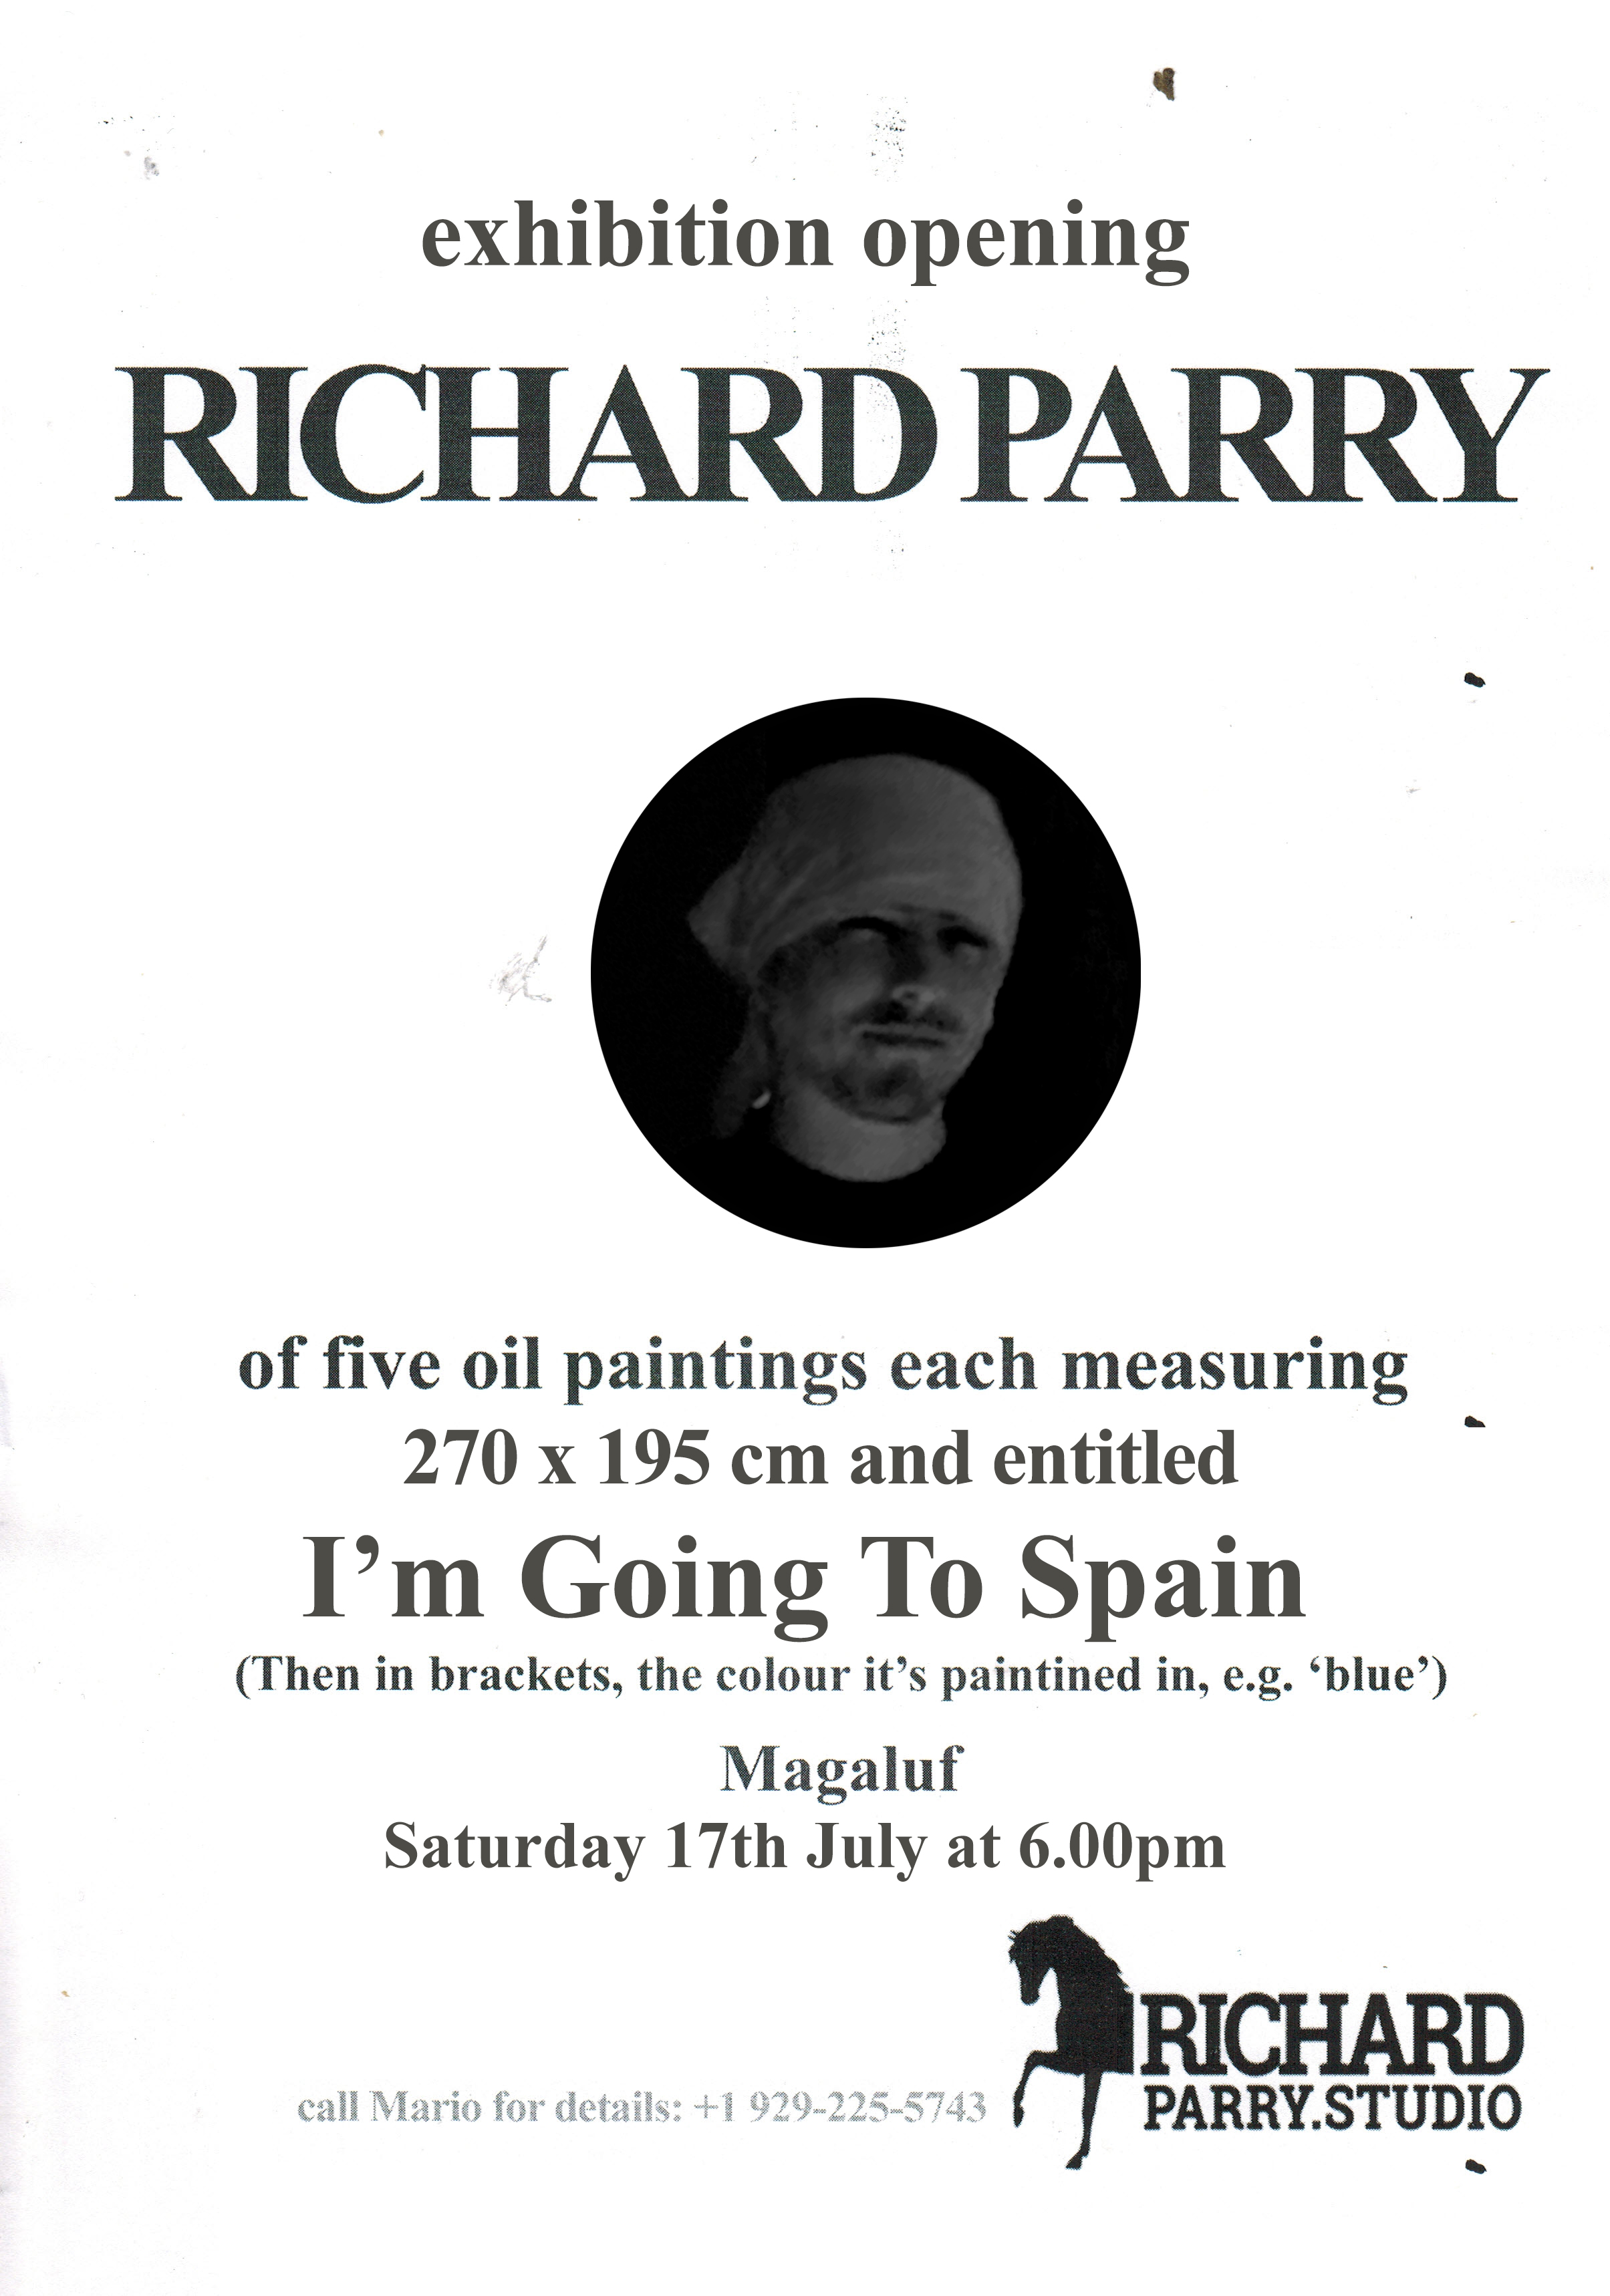 exhibition opening
RICHARD PARRY
of five oil paintings each measuring
270 x 195 cm and entitled
I’m Going To Spain
(Then in brackets, the colour it’s paintined in, e.g. ‘blue’)
Magaluf
Saturday 17th July at 6.00pm
call Mario for details: +1 929-225-5743
RICHARD
PARRY.STUDIO